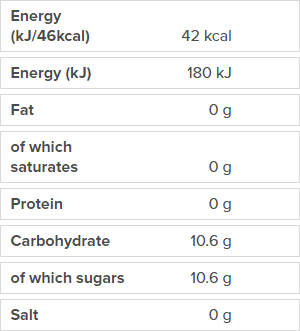 Energy
(kJ/46kcal) 42 kcal
Energy (kJ) 180 kJ
Fat 0 g
of which
saturates 0 g
Protein 0 g
Carbohydrate 10.6 g
of which sugars 10.6 g
Salt 0 g